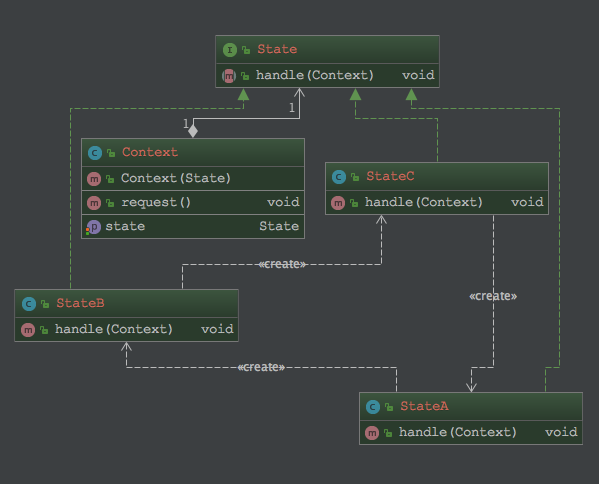 I State
m handle(Context) void
1
1
C Context
m Context(State)
m request() void
p state State
C StateC
m handle(Context) void
«create»
C StateB
m handle(Context) void
«create»
«create»
C StateA
m handle(Context) void